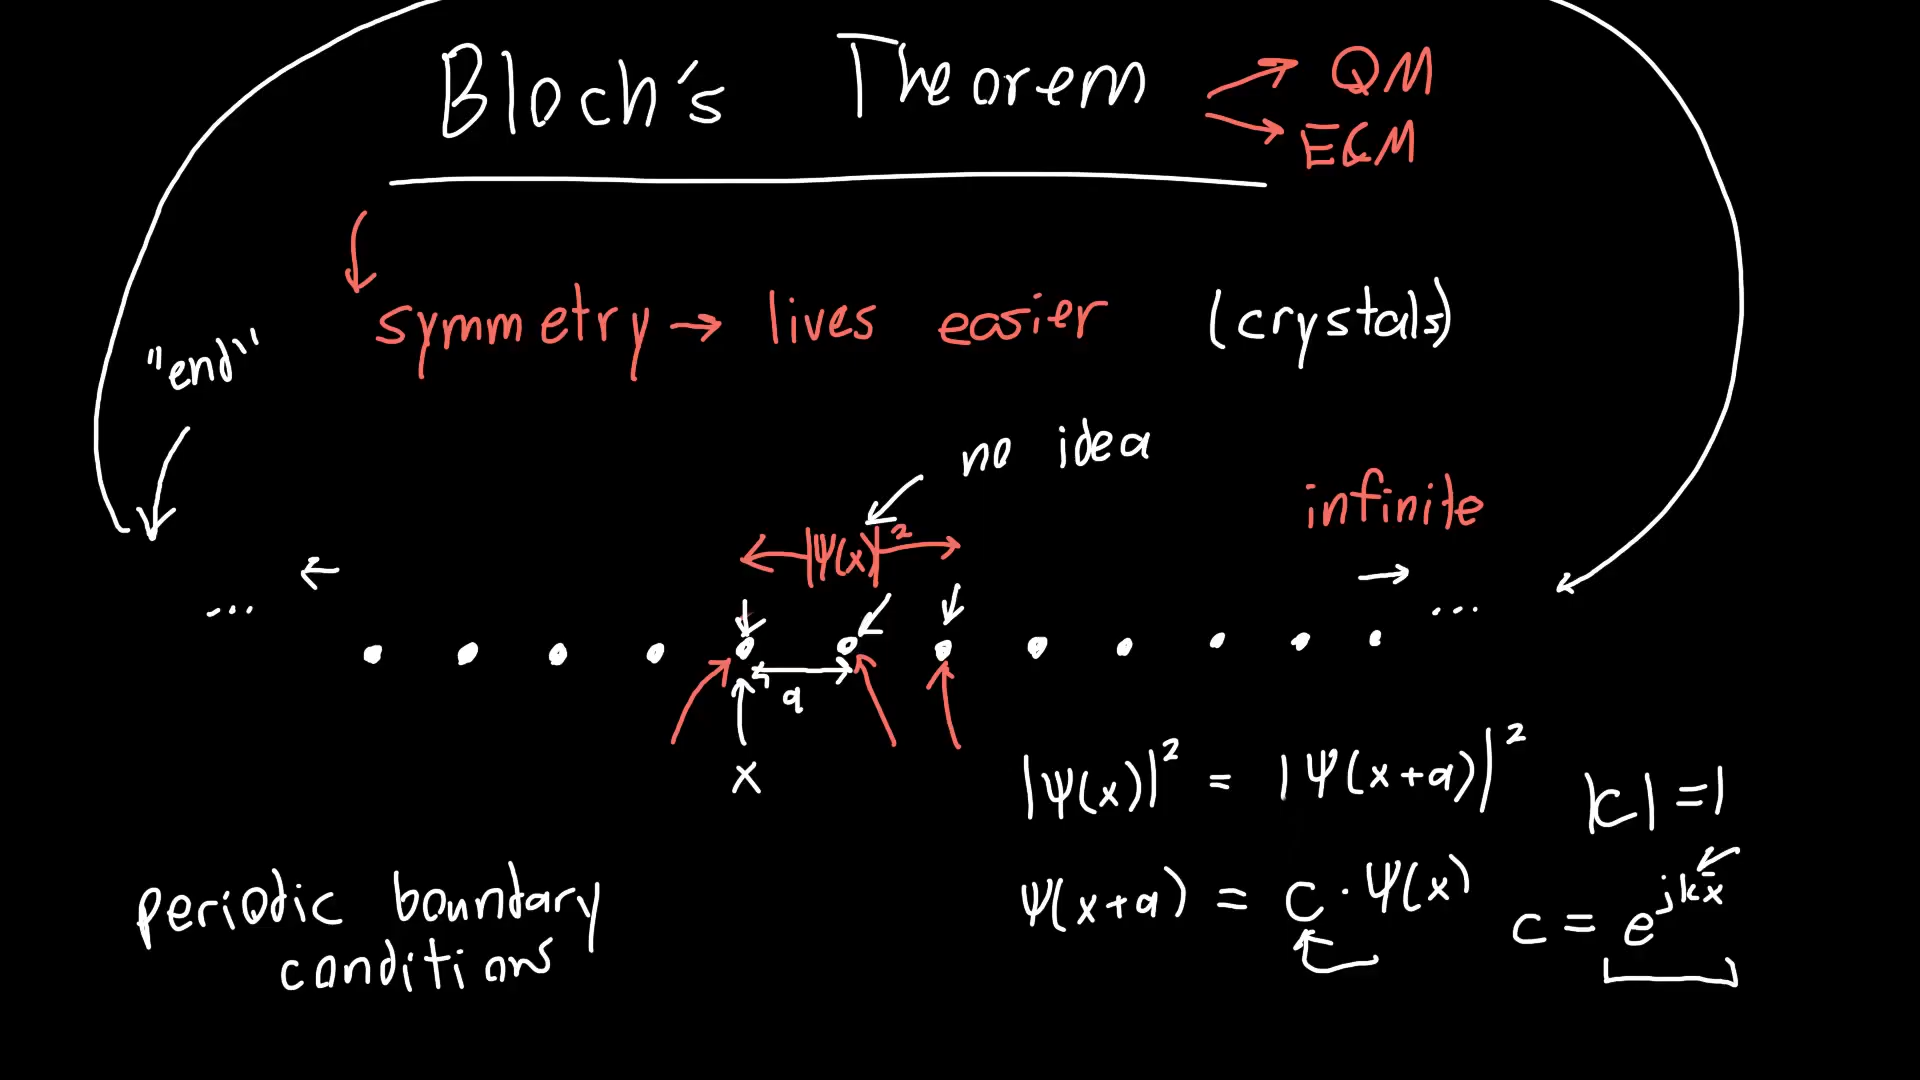 Bloch's Theorem
QM
E&M
symmetry → lives easier (crystals)
"end"
no idea
infinite
|Ψ(x)|²
← ... 
→ ...
a
x
|Ψ(x)|² = |Ψ(x+a)|²
|c| = 1
Ψ(x+a) = c · Ψ(x)
c = e^{jkx}
periodic boundary
conditions